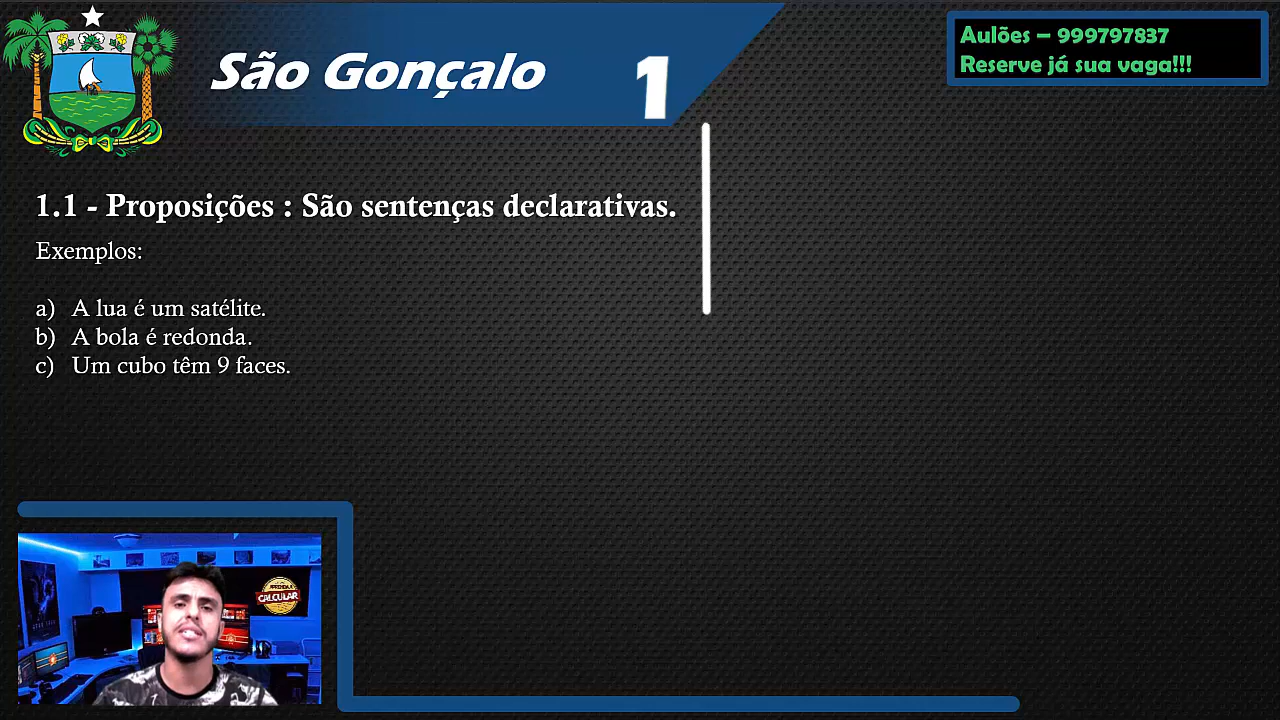 São Gonçalo 1
Aulões – 999797837
Reserve já sua vaga!!!
1.1 - Proposições : São sentenças declarativas.
Exemplos:
a) A lua é um satélite.
b) A bola é redonda.
c) Um cubo têm 9 faces.
CALCULAR